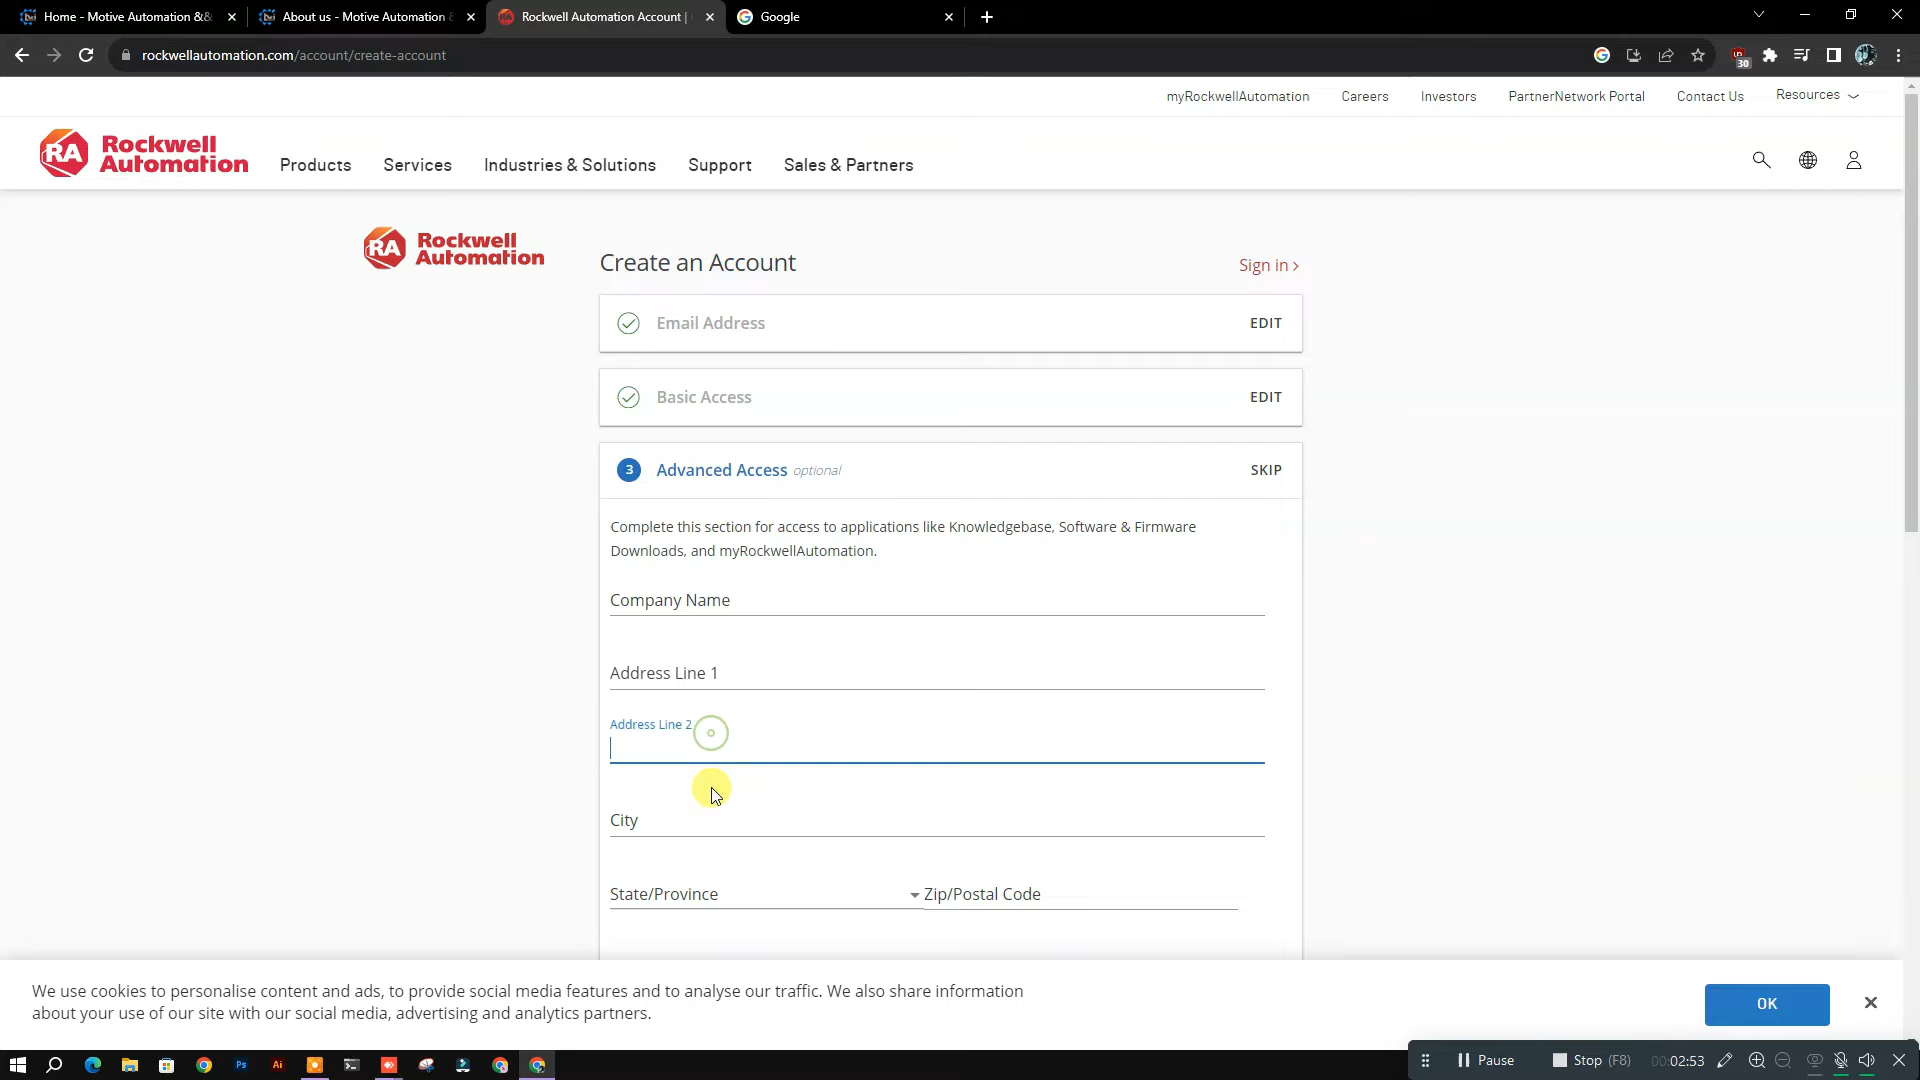 Home - Motive Automation &&
About us - Motive Automation &
Rockwell Automation Account |
Google
rockwellautomation.com/account/create-account
30
myRockwellAutomation
Careers
Investors
PartnerNetwork Portal
Contact Us
Resources
RA Rockwell Automation
Products
Services
Industries & Solutions
Support
Sales & Partners
RA Rockwell Automation
Create an Account
Sign in >
Email Address
EDIT
Basic Access
EDIT
3
Advanced Access optional
SKIP
Complete this section for access to applications like Knowledgebase, Software & Firmware
Downloads, and myRockwellAutomation.
Company Name
Address Line 1
Address Line 2
City
State/Province
Zip/Postal Code
We use cookies to personalise content and ads, to provide social media features and to analyse our traffic. We also share information
about your use of our site with our social media, advertising and analytics partners.
OK
Ps
Ai
Pause
Stop (F8)
00:02:53